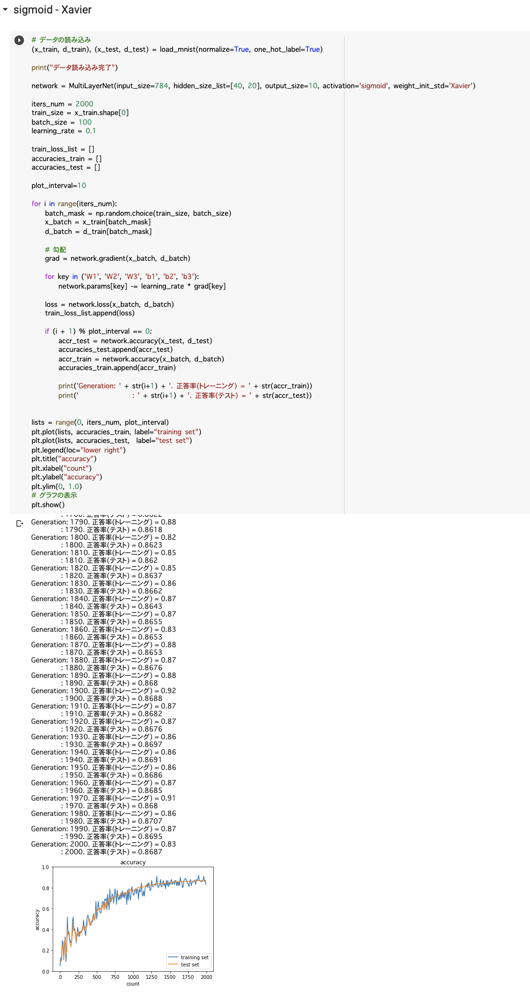 sigmoid - Xavier
# データの読み込み
(x_train, d_train), (x_test, d_test) = load_mnist(normalize=True, one_hot_label=True)
print("データ読み込み完了")
network = MultiLayerNet(input_size=784, hidden_size_list=[40, 20], output_size=10, activation='sigmoid', weight_init_std='Xavier')
iters_num = 2000
train_size = x_train.shape[0]
batch_size = 100
learning_rate = 0.1
train_loss_list = []
accuracies_train = []
accuracies_test = []
plot_interval=10
for i in range(iters_num):
    batch_mask = np.random.choice(train_size, batch_size)
    x_batch = x_train[batch_mask]
    d_batch = d_train[batch_mask]
    # 勾配
    grad = network.gradient(x_batch, d_batch)
    for key in ('W1', 'W2', 'W3', 'b1', 'b2', 'b3'):
        network.params[key] -= learning_rate * grad[key]
    loss = network.loss(x_batch, d_batch)
    train_loss_list.append(loss)
    if (i + 1) % plot_interval == 0:
        accr_test = network.accuracy(x_test, d_test)
        accuracies_test.append(accr_test)
        accr_train = network.accuracy(x_batch, d_batch)
        accuracies_train.append(accr_train)
        print('Generation: ' + str(i+1) + '. 正答率(トレーニング) = ' + str(accr_train))
        print('                : ' + str(i+1) + '. 正答率(テスト) = ' + str(accr_test))
lists = range(0, iters_num, plot_interval)
plt.plot(lists, accuracies_train, label="training set")
plt.plot(lists, accuracies_test,  label="test set")
plt.legend(loc="lower right")
plt.title("accuracy")
plt.xlabel("count")
plt.ylabel("accuracy")
plt.ylim(0, 1.0)
# グラフの表示
plt.show()
: 1780. 正答率(テスト) = 0.8622
Generation: 1790. 正答率(トレーニング) = 0.88
: 1790. 正答率(テスト) = 0.8618
Generation: 1800. 正答率(トレーニング) = 0.82
: 1800. 正答率(テスト) = 0.8623
Generation: 1810. 正答率(トレーニング) = 0.85
: 1810. 正答率(テスト) = 0.862
Generation: 1820. 正答率(トレーニング) = 0.85
: 1820. 正答率(テスト) = 0.8637
Generation: 1830. 正答率(トレーニング) = 0.86
: 1830. 正答率(テスト) = 0.8662
Generation: 1840. 正答率(トレーニング) = 0.87
: 1840. 正答率(テスト) = 0.8643
Generation: 1850. 正答率(トレーニング) = 0.87
: 1850. 正答率(テスト) = 0.8655
Generation: 1860. 正答率(トレーニング) = 0.83
: 1860. 正答率(テスト) = 0.8653
Generation: 1870. 正答率(トレーニング) = 0.88
: 1870. 正答率(テスト) = 0.8653
Generation: 1880. 正答率(トレーニング) = 0.87
: 1880. 正答率(テスト) = 0.8676
Generation: 1890. 正答率(トレーニング) = 0.88
: 1890. 正答率(テスト) = 0.868
Generation: 1900. 正答率(トレーニング) = 0.92
: 1900. 正答率(テスト) = 0.8688
Generation: 1910. 正答率(トレーニング) = 0.87
: 1910. 正答率(テスト) = 0.8682
Generation: 1920. 正答率(トレーニング) = 0.87
: 1920. 正答率(テスト) = 0.8676
Generation: 1930. 正答率(トレーニング) = 0.86
: 1930. 正答率(テスト) = 0.8697
Generation: 1940. 正答率(トレーニング) = 0.86
: 1940. 正答率(テスト) = 0.8691
Generation: 1950. 正答率(トレーニング) = 0.86
: 1950. 正答率(テスト) = 0.8686
Generation: 1960. 正答率(トレーニング) = 0.87
: 1960. 正答率(テスト) = 0.8685
Generation: 1970. 正答率(トレーニング) = 0.91
: 1970. 正答率(テスト) = 0.868
Generation: 1980. 正答率(トレーニング) = 0.86
: 1980. 正答率(テスト) = 0.8707
Generation: 1990. 正答率(トレーニング) = 0.87
: 1990. 正答率(テスト) = 0.8695
Generation: 2000. 正答率(トレーニング) = 0.83
: 2000. 正答率(テスト) = 0.8687
accuracy
1.0
0.8
0.6
0.4
0.2
0.0
accuracy
training set
test set
0 250 500 750 1000 1250 1500 1750 2000
count